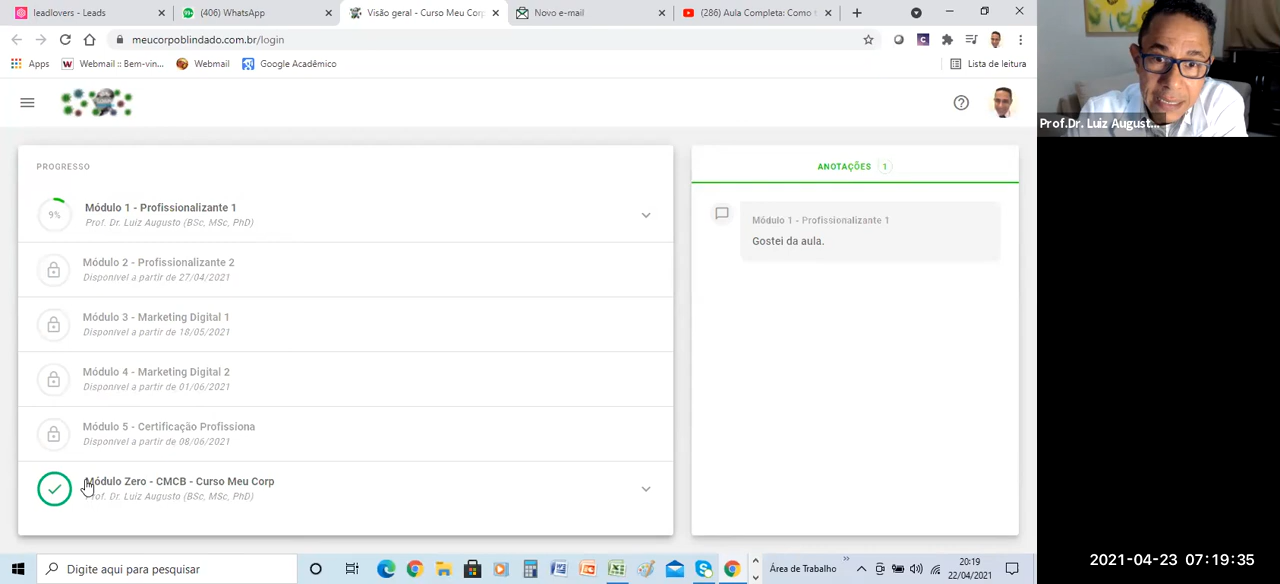 leadlovers - Leads
(406) WhatsApp
Visão geral - Curso Meu Corp
Novo e-mail
(286) Aula Completa: Como
meucorpoblindado.com.br/login
Apps
Webmail :: Bem-vin...
Webmail
Google Acadêmico
Lista de leitura
Prof.Dr. Luiz August...
PROGRESSO
9%
Módulo 1 - Profissionalizante 1
Prof. Dr. Luiz Augusto (BSc, MSc, PhD)
Módulo 2 - Profissionalizante 2
Disponível a partir de 27/04/2021
Módulo 3 - Marketing Digital 1
Disponível a partir de 18/05/2021
Módulo 4 - Marketing Digital 2
Disponível a partir de 01/06/2021
Módulo 5 - Certificação Profissiona
Disponível a partir de 08/06/2021
Módulo Zero - CMCB - Curso Meu Corp
Prof. Dr. Luiz Augusto (BSc, MSc, PhD)
ANOTAÇÕES 1
Módulo 1 - Profissionalizante 1
Gostei da aula.
Digite aqui para pesquisar
Área de Trabalho
20:19
22/04/2021
2021-04-23 07:19:35